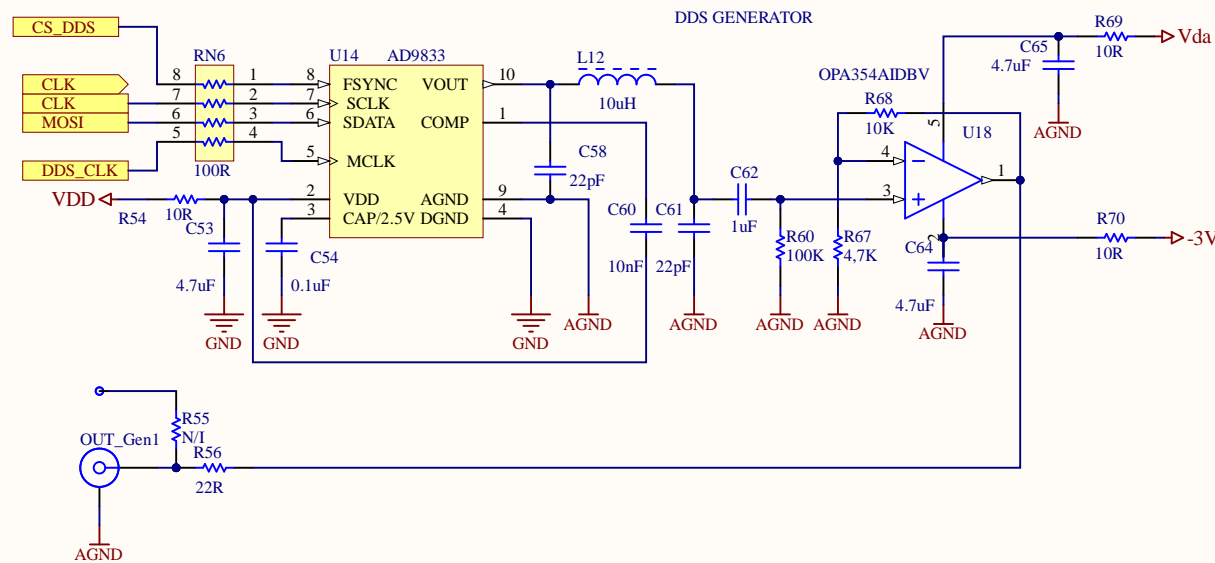 DDS GENERATOR
CS_DDS
RN6
U14 AD9833
L12
C65
R69
Vda
4.7uF
10R
OPA354AIDBV
CLK
8 1 8 FSYNC VOUT 10
10uH
R68
CLK
7 2 7 SCLK
10K
5
U18
AGND
MOSI
6 3 6 SDATA COMP 1
5 4
4
DDS_CLK
100R
5 MCLK
C58
22pF
C62
1
VDD
R54
10R
2 VDD AGND 9
3
3 CAP/2.5V DGND 4
C60
C61
1uF
C53
C54
R60
100K
R67
4,7K
C64
2
R70
10R
-3V
4.7uF
0.1uF
10nF
22pF
4.7uF
GND
GND
GND
AGND
AGND
AGND
AGND
AGND
R55
N/I
OUT_Gen1
R56
22R
AGND